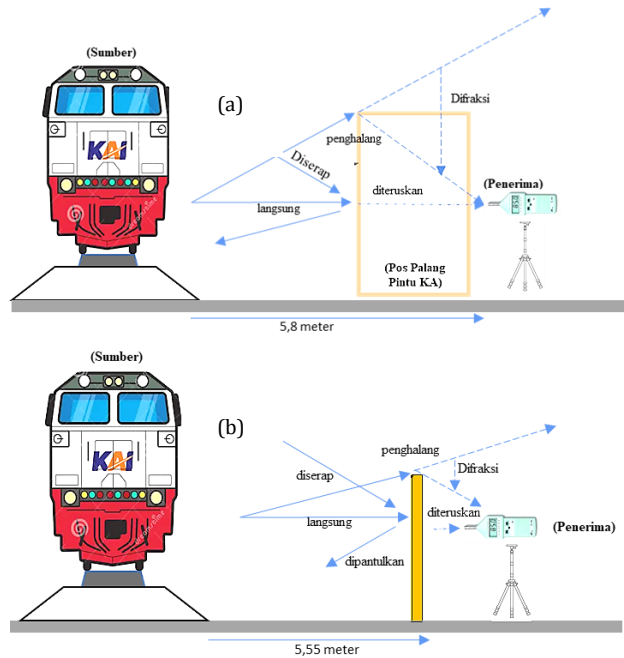 (Sumber)
(a)
KAI
Difraksi
penghalang
Diserap
diteruskan
(Penerima)
langsung
(Pos Palang
Pintu KA)
5,8 meter
(Sumber)
(b)
KAI
penghalang
diserap
Difraksi
diteruskan
langsung
(Penerima)
dipantulkan
5,55 meter